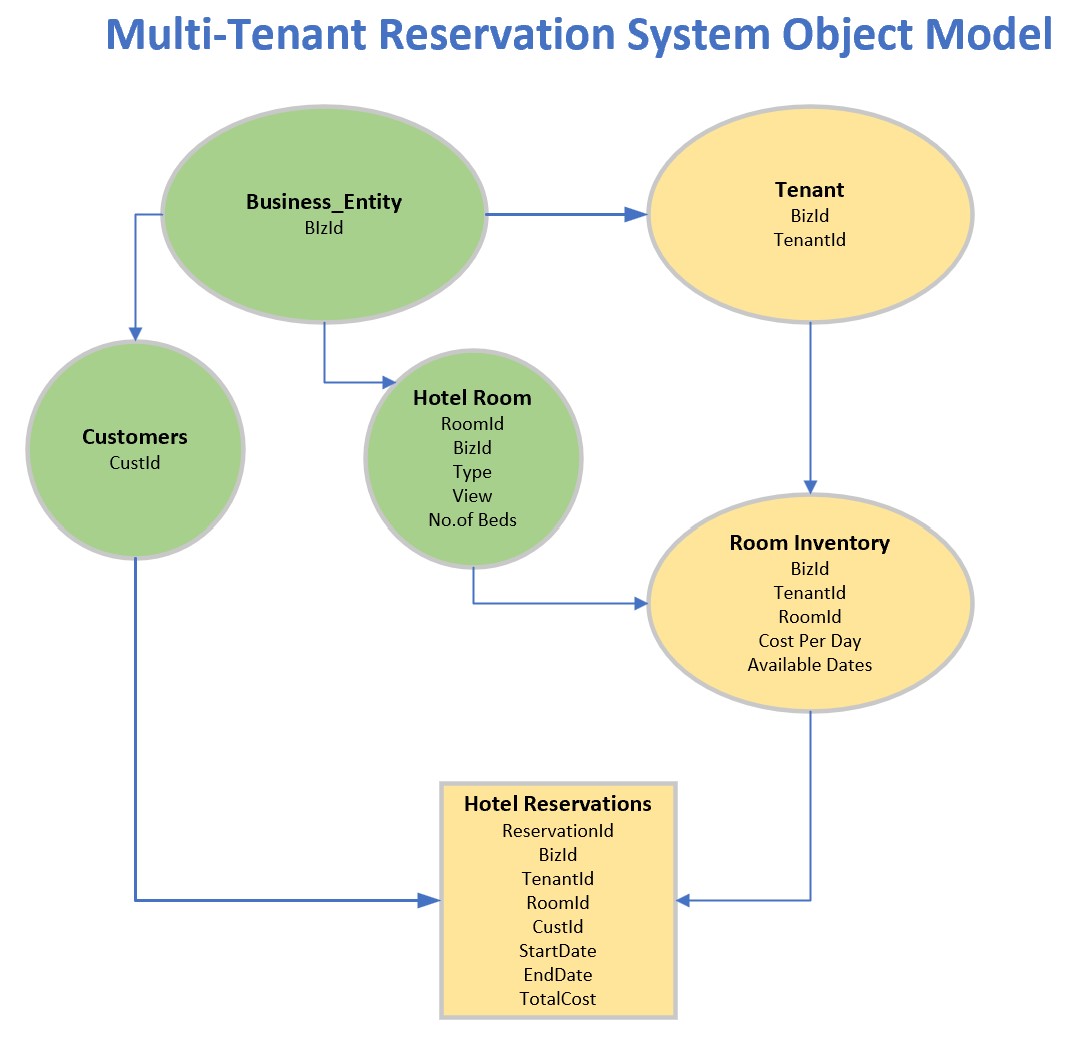 Multi-Tenant Reservation System Object Model
Business_Entity
BIzId
Tenant
BizId
TenantId
Customers
CustId
Hotel Room
RoomId
BizId
Type
View
No.of Beds
Room Inventory
BizId
TenantId
RoomId
Cost Per Day
Available Dates
Hotel Reservations
ReservationId
BizId
TenantId
RoomId
CustId
StartDate
EndDate
TotalCost